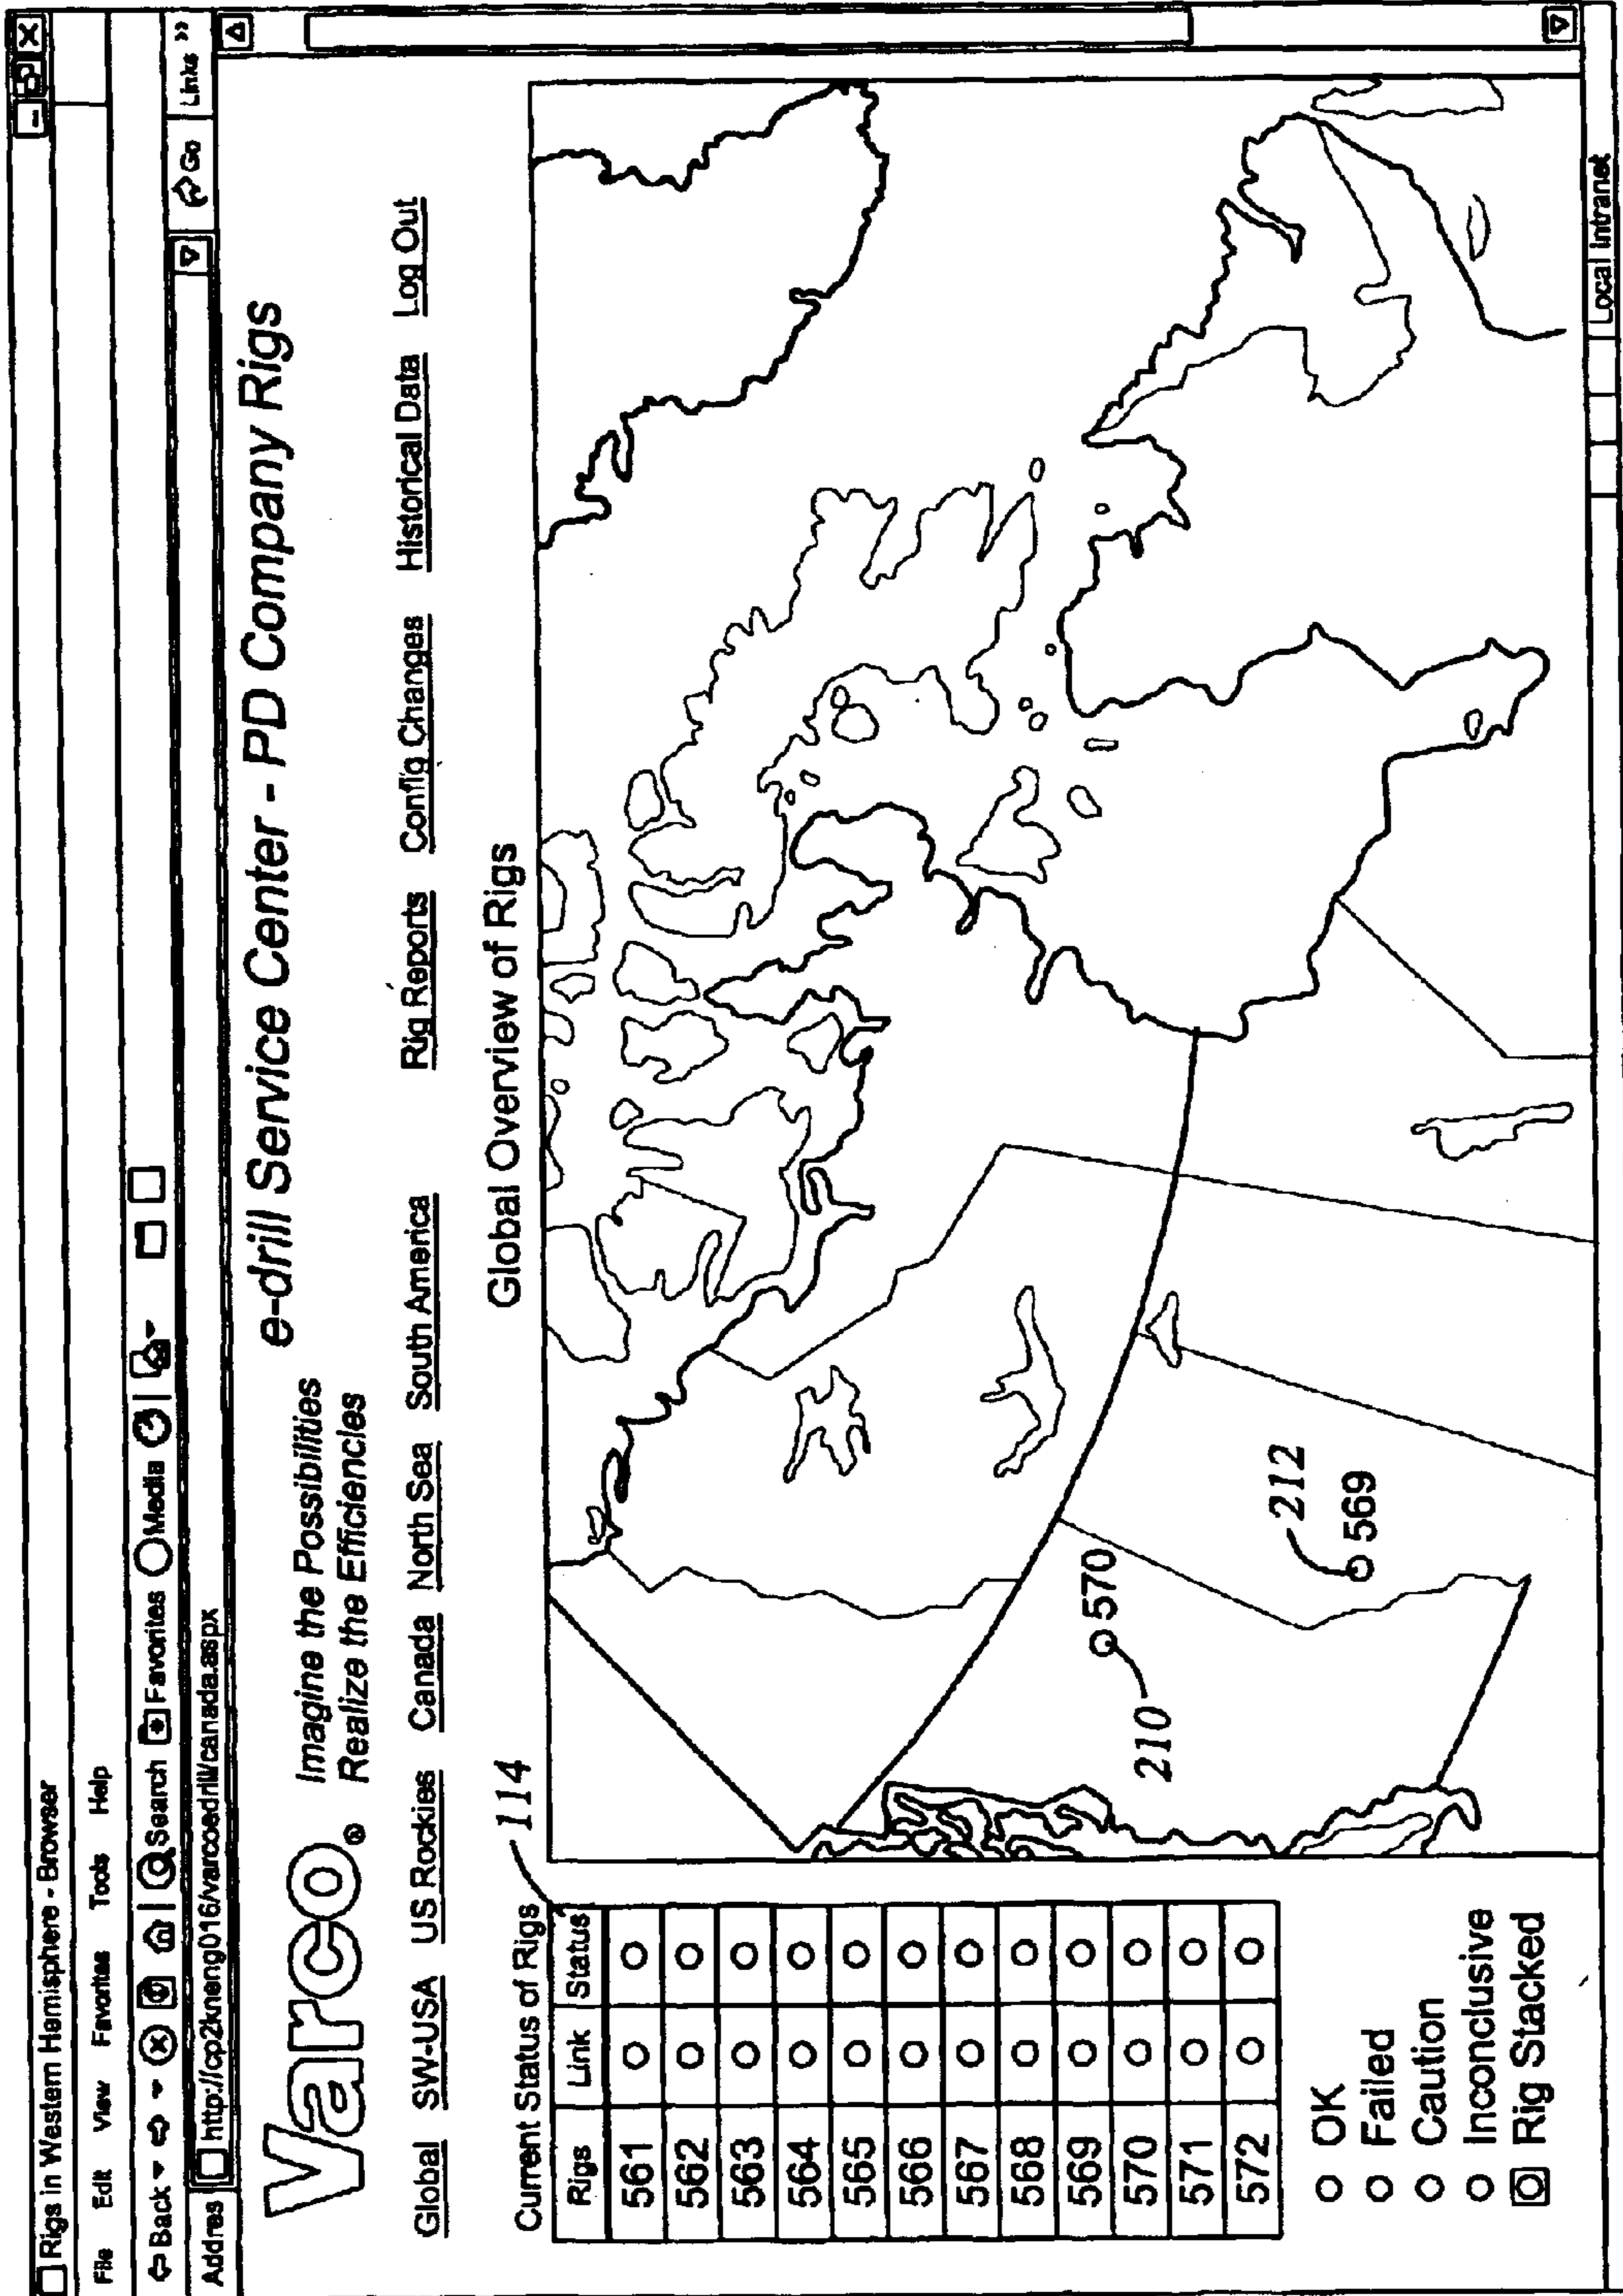 Rigs in Western Hemisphere - Browser
File Edit View Favorites Tools Help
Back Search Favorites Media
Addres http://cp2kneng016/varcoedrill/canada.aspx Go Links »
Varco® Imagine the Possibilities
Realize the Efficiencies
e-drill Service Center - PD Company Rigs
Global SW-USA US Rockies Canada North Sea South America Rig Reports Config Changes Historical Data Log Out
Current Status of Rigs
114
Global Overview of Rigs
Rigs Link Status
561
562
563
564
565
566
567
568
569
570
571
572
OK
Failed
Caution
Inconclusive
Rig Stacked
570
210
212
569
Local intranet